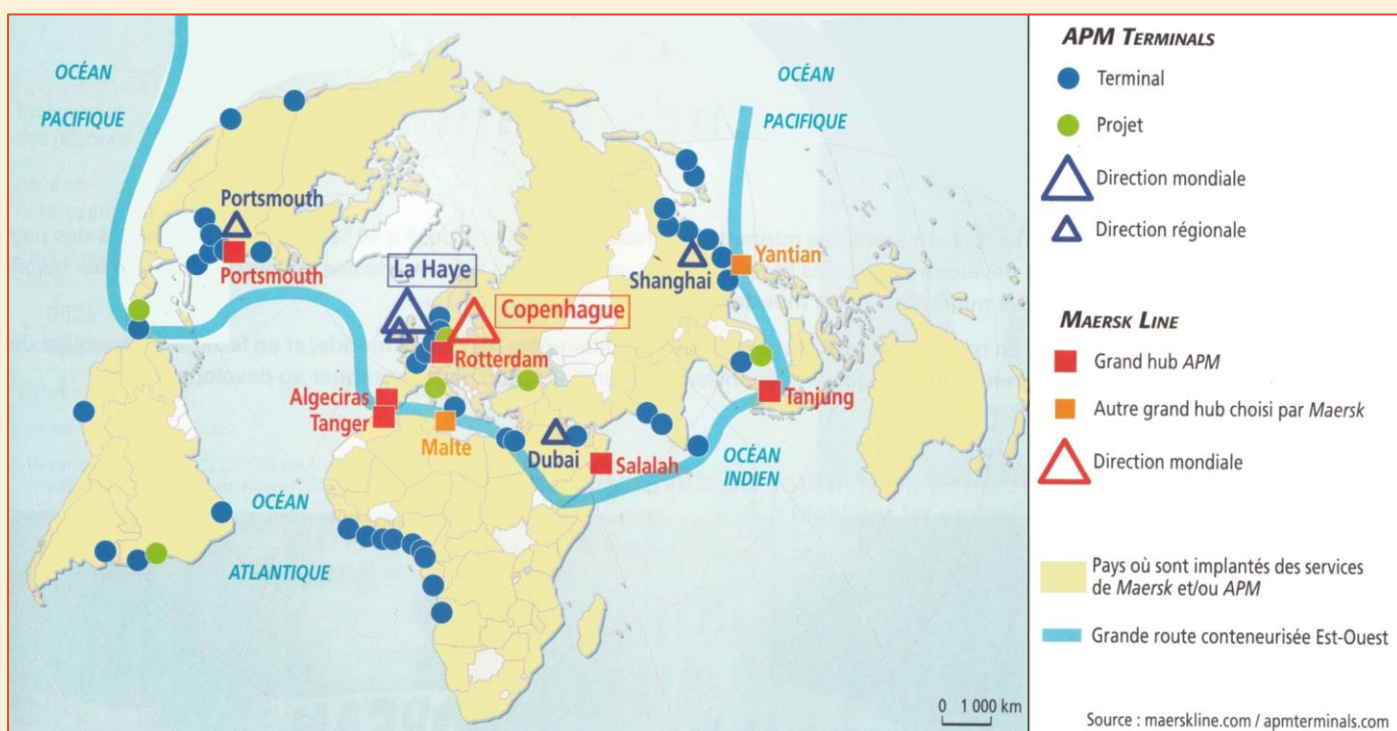 OCÉAN
PACIFIQUE
OCÉAN
PACIFIQUE
Portsmouth
Portsmouth
La Haye
Copenhague
Rotterdam
Algeciras
Tanger
Malte
Dubai
Salalah
Shanghai
Yantian
Tanjung
OCÉAN
INDIEN
OCÉAN
ATLANTIQUE
0 1 000 km
APM TERMINALS
Terminal
Projet
Direction mondiale
Direction régionale
MAERSK LINE
Grand hub APM
Autre grand hub choisi par Maersk
Direction mondiale
Pays où sont implantés des services
de Maersk et/ou APM
Grande route conteneurisée Est-Ouest
Source : maerskline.com / apmterminals.com